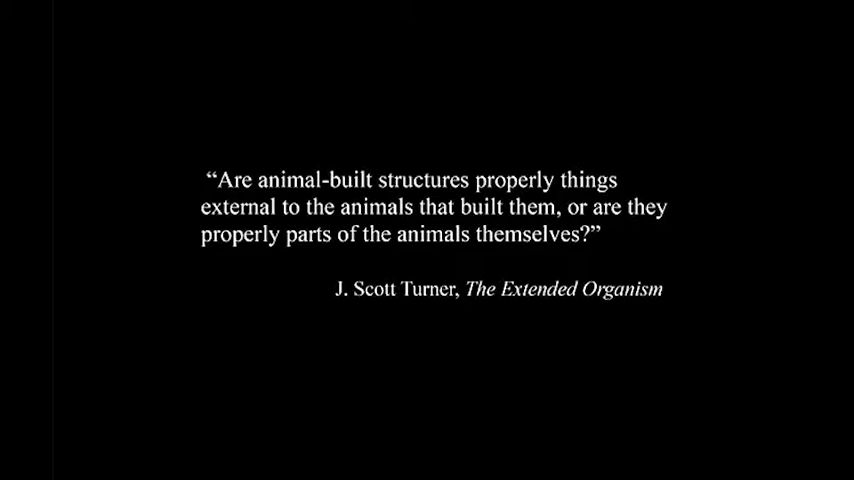 “Are animal-built structures properly things
external to the animals that built them, or are they
properly parts of the animals themselves?”
J. Scott Turner, The Extended Organism